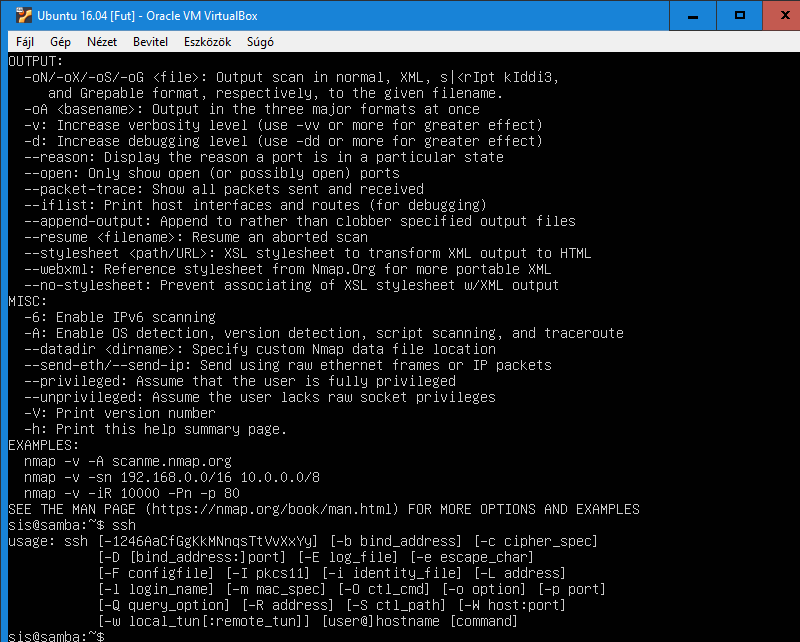 Ubuntu 16.04 [Fut] - Oracle VM VirtualBox
Fájl Gép Nézet Bevitel Eszközök Súgó
OUTPUT:
  -oN/-oX/-oS/-oG <file>: Output scan in normal, XML, s|<rIpt kIddi3,
     and Grepable format, respectively, to the given filename.
  -oA <basename>: Output in the three major formats at once
  -v: Increase verbosity level (use -vv or more for greater effect)
  -d: Increase debugging level (use -dd or more for greater effect)
  --reason: Display the reason a port is in a particular state
  --open: Only show open (or possibly open) ports
  --packet-trace: Show all packets sent and received
  --iflist: Print host interfaces and routes (for debugging)
  --append-output: Append to rather than clobber specified output files
  --resume <filename>: Resume an aborted scan
  --stylesheet <path/URL>: XSL stylesheet to transform XML output to HTML
  --webxml: Reference stylesheet from Nmap.Org for more portable XML
  --no-stylesheet: Prevent associating of XSL stylesheet w/XML output
MISC:
  -6: Enable IPv6 scanning
  -A: Enable OS detection, version detection, script scanning, and traceroute
  --datadir <dirname>: Specify custom Nmap data file location
  --send-eth/--send-ip: Send using raw ethernet frames or IP packets
  --privileged: Assume that the user is fully privileged
  --unprivileged: Assume the user lacks raw socket privileges
  -V: Print version number
  -h: Print this help summary page.
EXAMPLES:
  nmap -v -A scanme.nmap.org
  nmap -v -sn 192.168.0.0/16 10.0.0.0/8
  nmap -v -iR 10000 -Pn -p 80
SEE THE MAN PAGE (https://nmap.org/book/man.html) FOR MORE OPTIONS AND EXAMPLES
sis@samba:~$ ssh
usage: ssh [-1246AaCfGgKkMNnqsTtVvXxYy] [-b bind_address] [-c cipher_spec]
           [-D [bind_address:]port] [-E log_file] [-e escape_char]
           [-F configfile] [-I pkcs11] [-i identity_file] [-L address]
           [-l login_name] [-m mac_spec] [-O ctl_cmd] [-o option] [-p port]
           [-Q query_option] [-R address] [-S ctl_path] [-W host:port]
           [-w local_tun[:remote_tun]] [user@]hostname [command]
sis@samba:~$